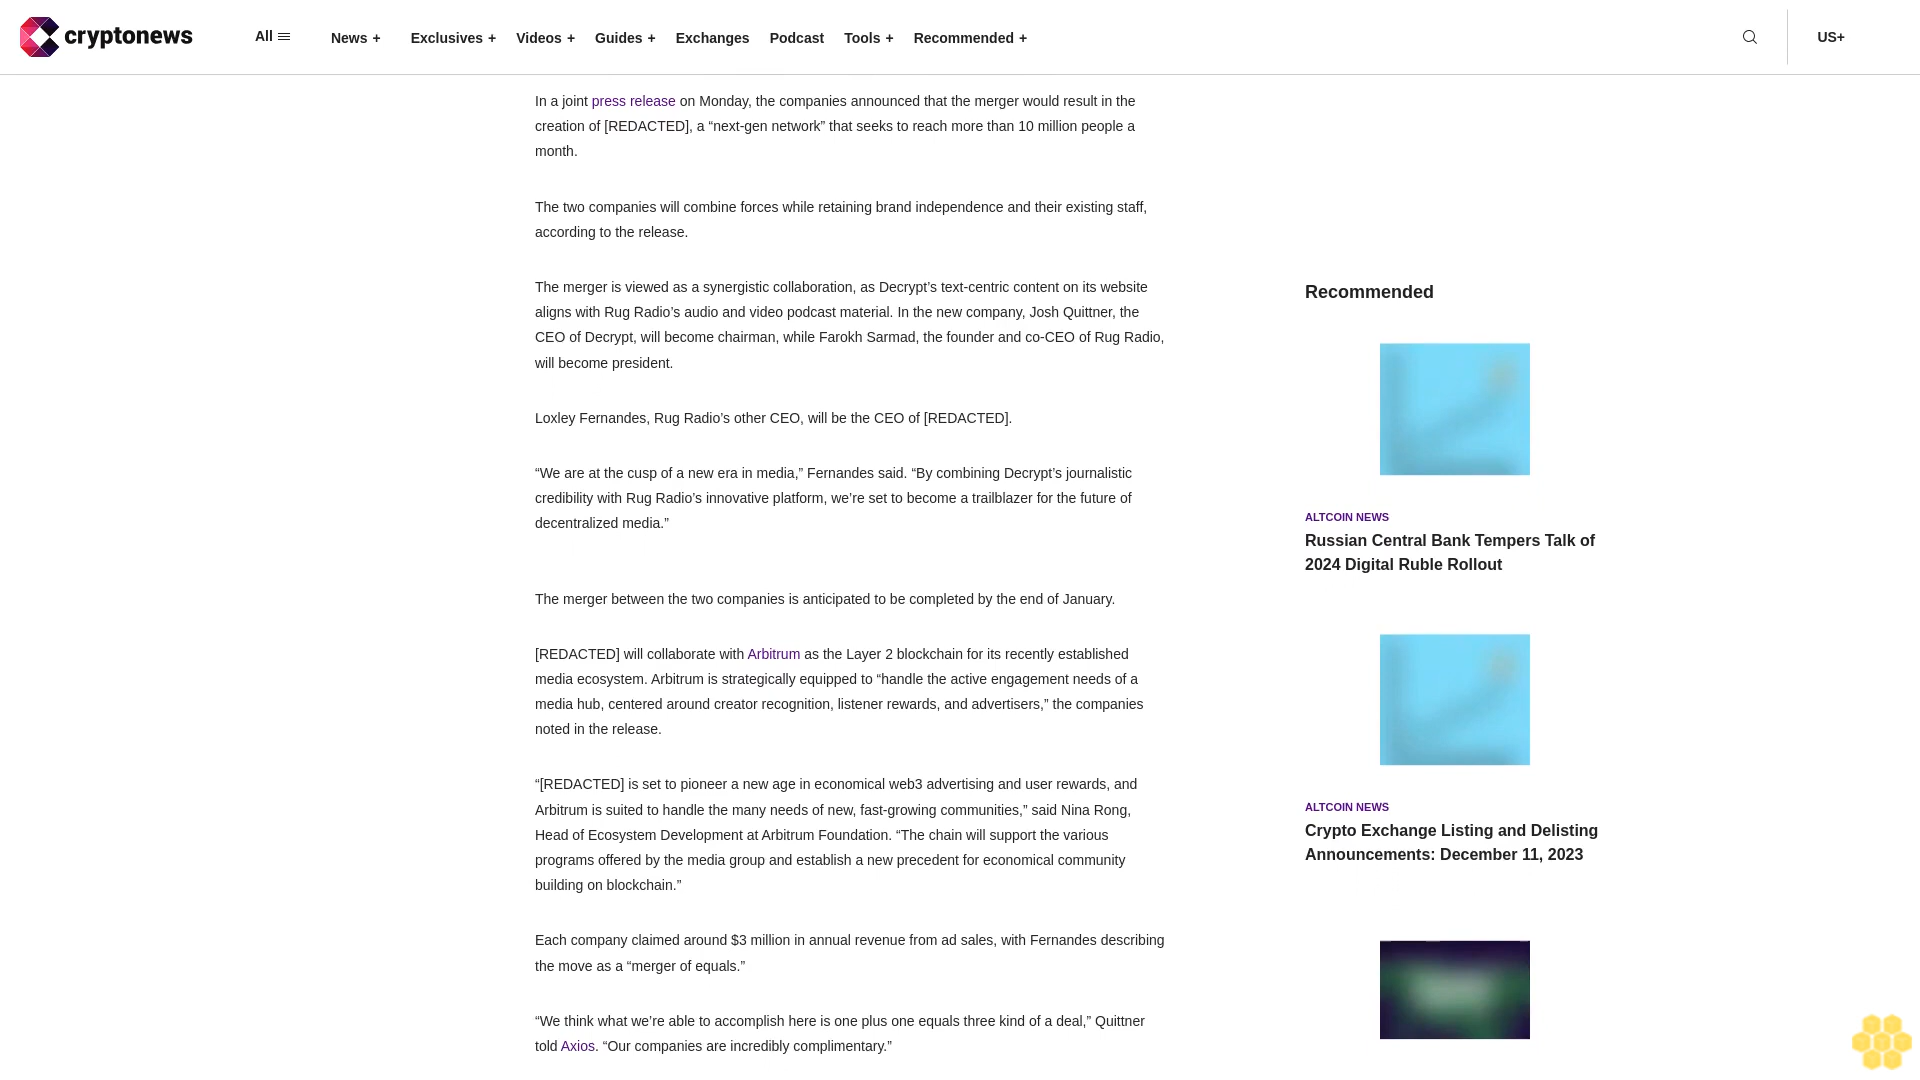 cryptonews
All
News +
Exclusives +
Videos +
Guides +
Exchanges
Podcast
Tools +
Recommended +
US+
In a joint press release on Monday, the companies announced that the merger would result in the
creation of [REDACTED], a “next-gen network” that seeks to reach more than 10 million people a
month.
The two companies will combine forces while retaining brand independence and their existing staff,
according to the release.
The merger is viewed as a synergistic collaboration, as Decrypt’s text-centric content on its website
aligns with Rug Radio’s audio and video podcast material. In the new company, Josh Quittner, the
CEO of Decrypt, will become chairman, while Farokh Sarmad, the founder and co-CEO of Rug Radio,
will become president.
Loxley Fernandes, Rug Radio’s other CEO, will be the CEO of [REDACTED].
“We are at the cusp of a new era in media,” Fernandes said. “By combining Decrypt’s journalistic
credibility with Rug Radio’s innovative platform, we’re set to become a trailblazer for the future of
decentralized media.”
The merger between the two companies is anticipated to be completed by the end of January.
[REDACTED] will collaborate with Arbitrum as the Layer 2 blockchain for its recently established
media ecosystem. Arbitrum is strategically equipped to “handle the active engagement needs of a
media hub, centered around creator recognition, listener rewards, and advertisers,” the companies
noted in the release.
“[REDACTED] is set to pioneer a new age in economical web3 advertising and user rewards, and
Arbitrum is suited to handle the many needs of new, fast-growing communities,” said Nina Rong,
Head of Ecosystem Development at Arbitrum Foundation. “The chain will support the various
programs offered by the media group and establish a new precedent for economical community
building on blockchain.”
Each company claimed around $3 million in annual revenue from ad sales, with Fernandes describing
the move as a “merger of equals.”
“We think what we’re able to accomplish here is one plus one equals three kind of a deal,” Quittner
told Axios. “Our companies are incredibly complimentary.”
Recommended
ALTCOIN NEWS
Russian Central Bank Tempers Talk of
2024 Digital Ruble Rollout
ALTCOIN NEWS
Crypto Exchange Listing and Delisting
Announcements: December 11, 2023